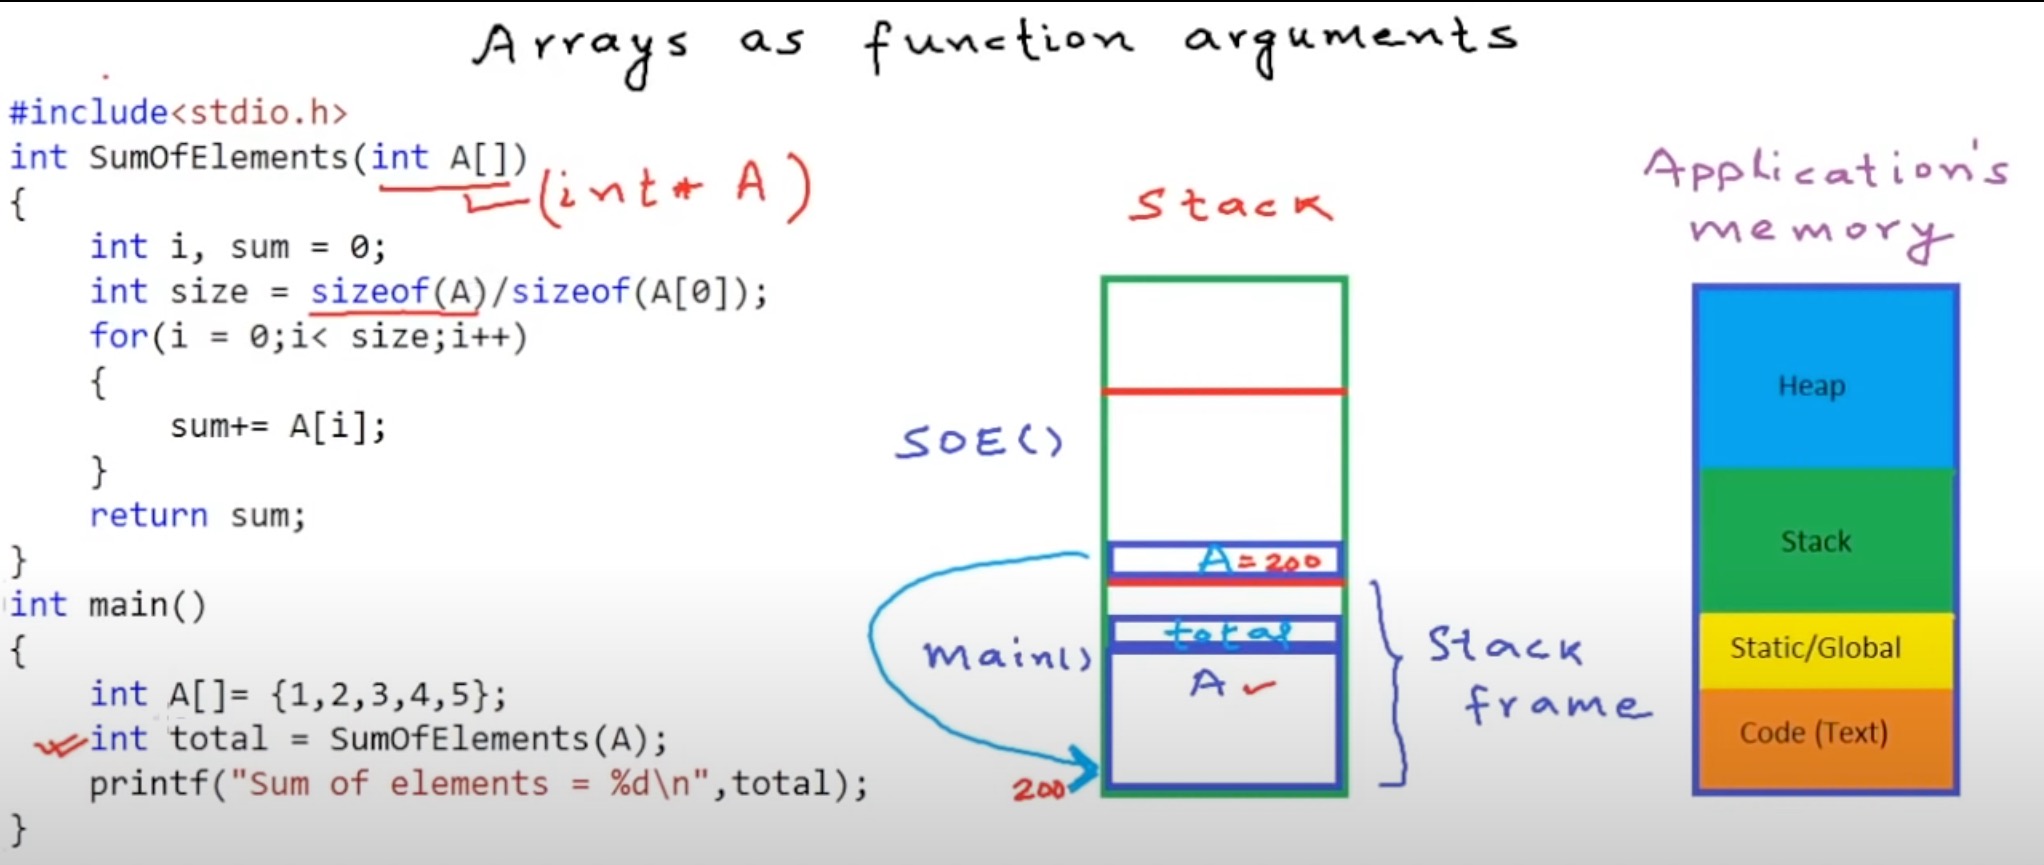 Arrays as function arguments
#include<stdio.h>
int SumOfElements(int A[])
(int* A)
{
int i, sum = 0;
int size = sizeof(A)/sizeof(A[0]);
for(i = 0;i< size;i++)
{
sum+= A[i];
}
return sum;
}
int main()
{
int A[]= {1,2,3,4,5};
int total = SumOfElements(A);
printf("Sum of elements = %d\n",total);
}
Stack
SOE()
A=200
main()
total
A
200
Stack
frame
Application's
memory
Heap
Stack
Static/Global
Code (Text)